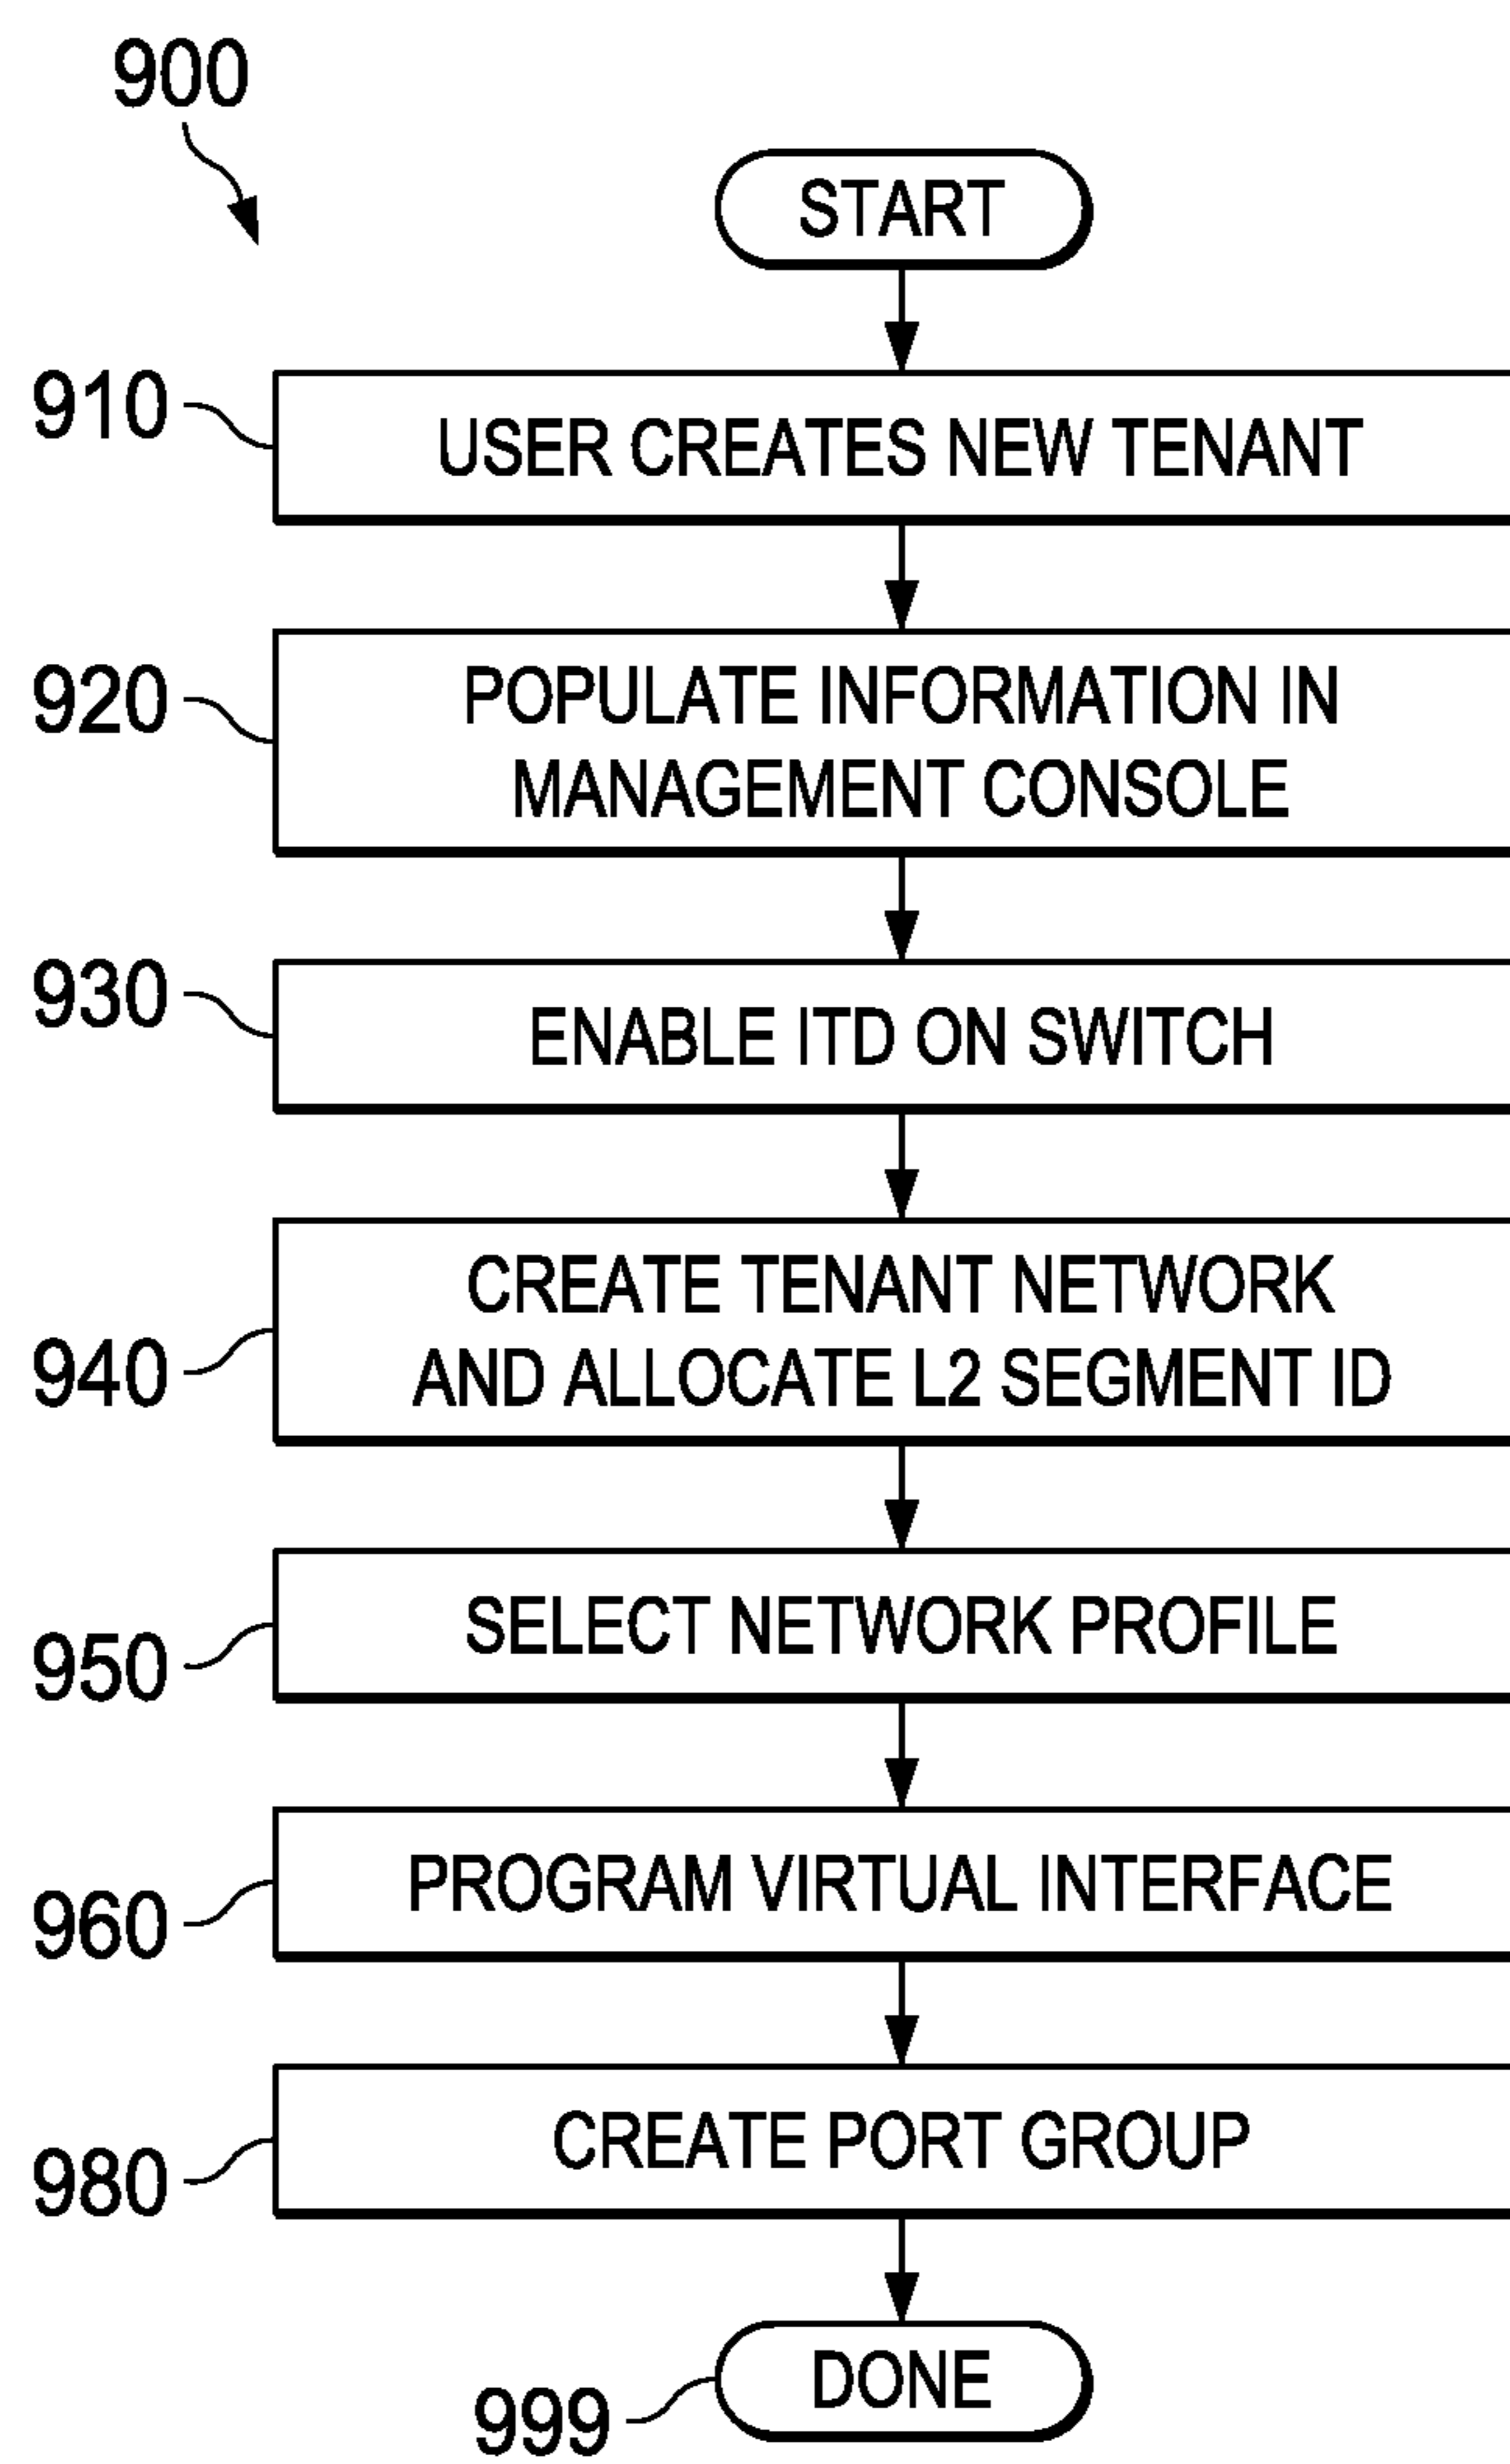 900
START
910
USER CREATES NEW TENANT
920
POPULATE INFORMATION IN
MANAGEMENT CONSOLE
930
ENABLE ITD ON SWITCH
940
CREATE TENANT NETWORK
AND ALLOCATE L2 SEGMENT ID
950
SELECT NETWORK PROFILE
960
PROGRAM VIRTUAL INTERFACE
980
CREATE PORT GROUP
999
DONE